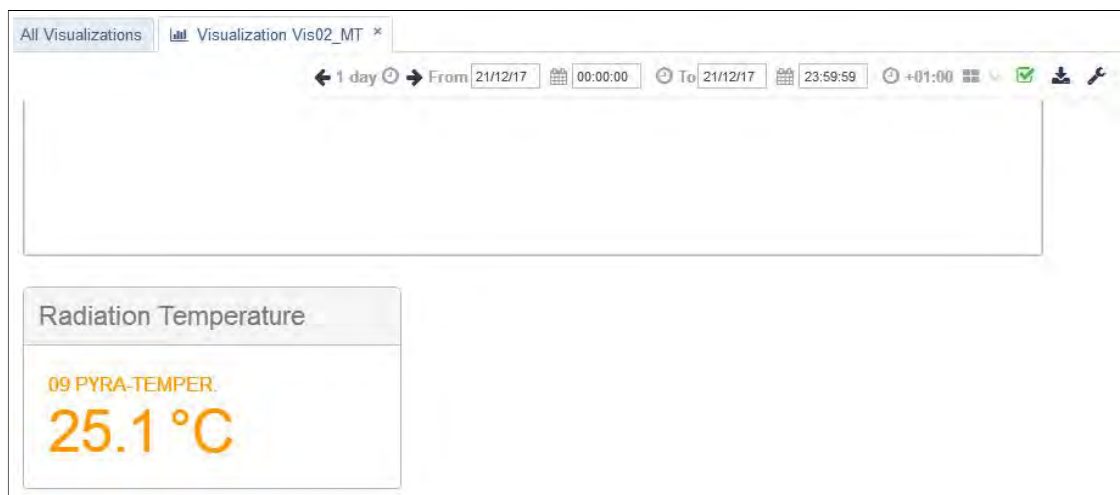 All Visualizations Visualization Vis02_MT ×
1 day From 21/12/17 00:00:00 To 21/12/17 23:59:59 +01:00
Radiation Temperature
09 PYRA-TEMPER.
25.1 °C